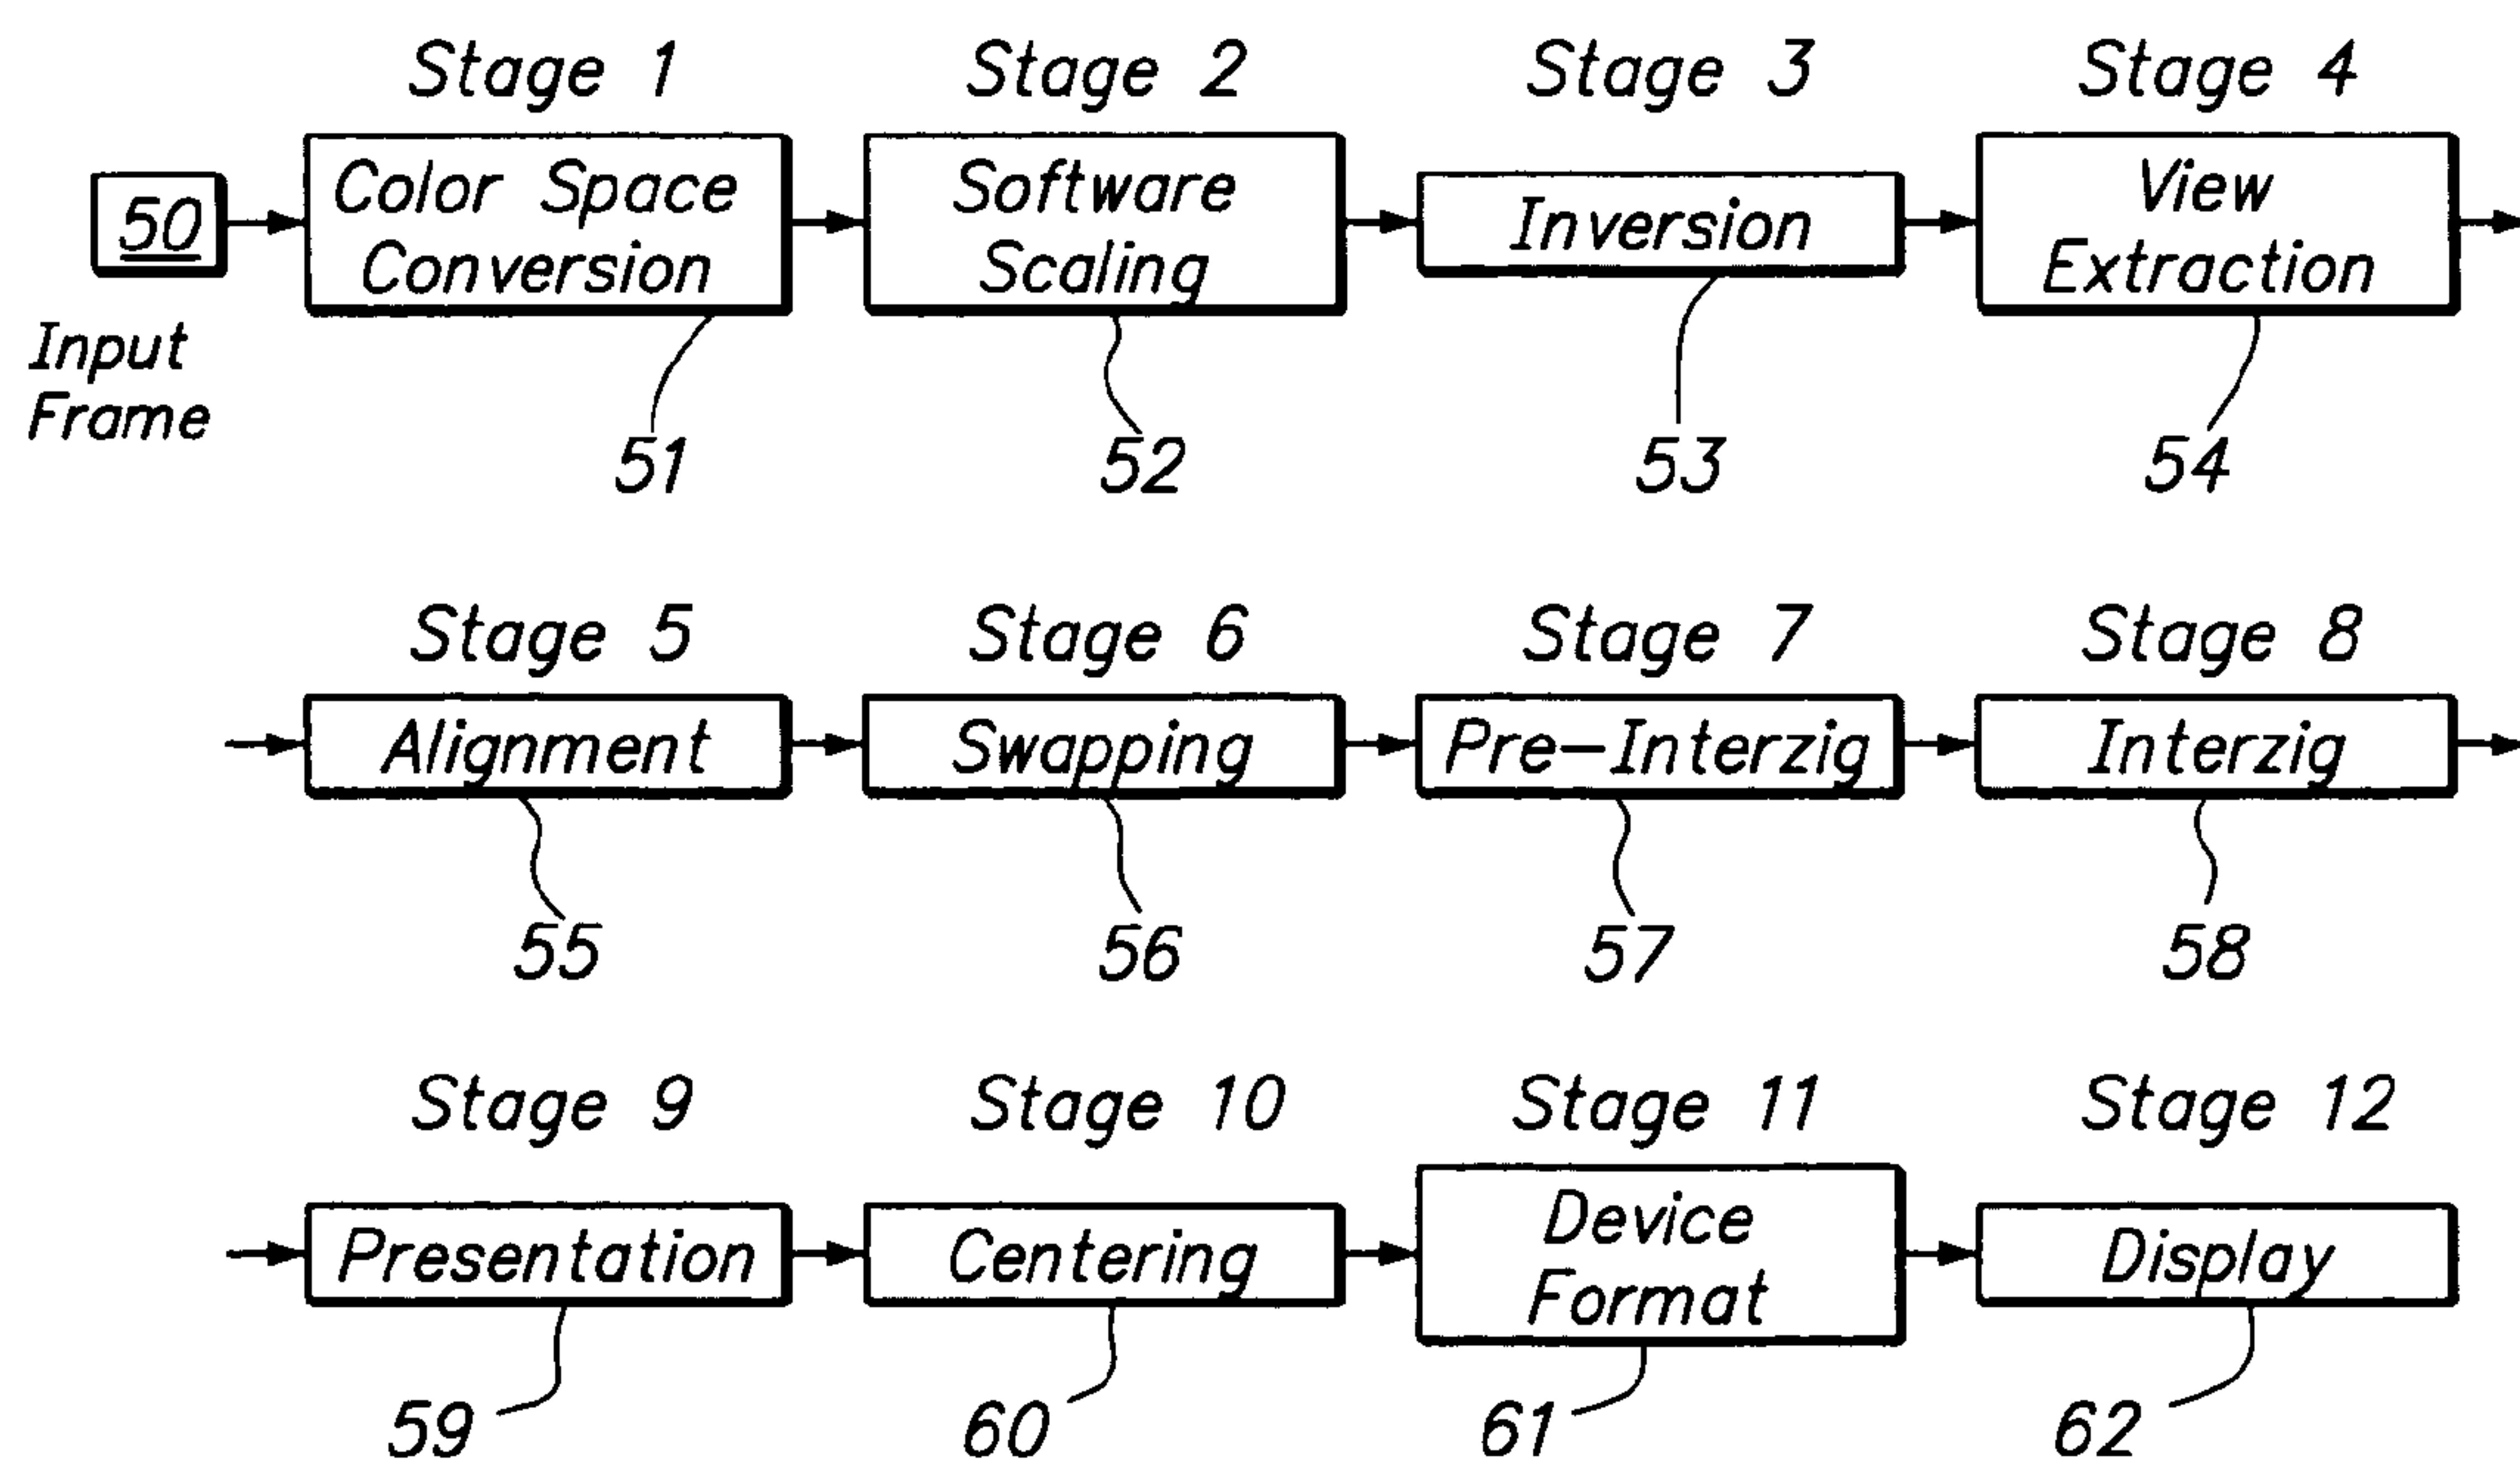 Stage 1
Stage 2
Stage 3
Stage 4
50
Color Space
Conversion
Software
Scaling
Inversion
View
Extraction
Input
Frame
51
52
53
54
Stage 5
Stage 6
Stage 7
Stage 8
Alignment
Swapping
Pre-Interzig
Interzig
55
56
57
58
Stage 9
Stage 10
Stage 11
Stage 12
Presentation
Centering
Device
Format
Display
59
60
61
62